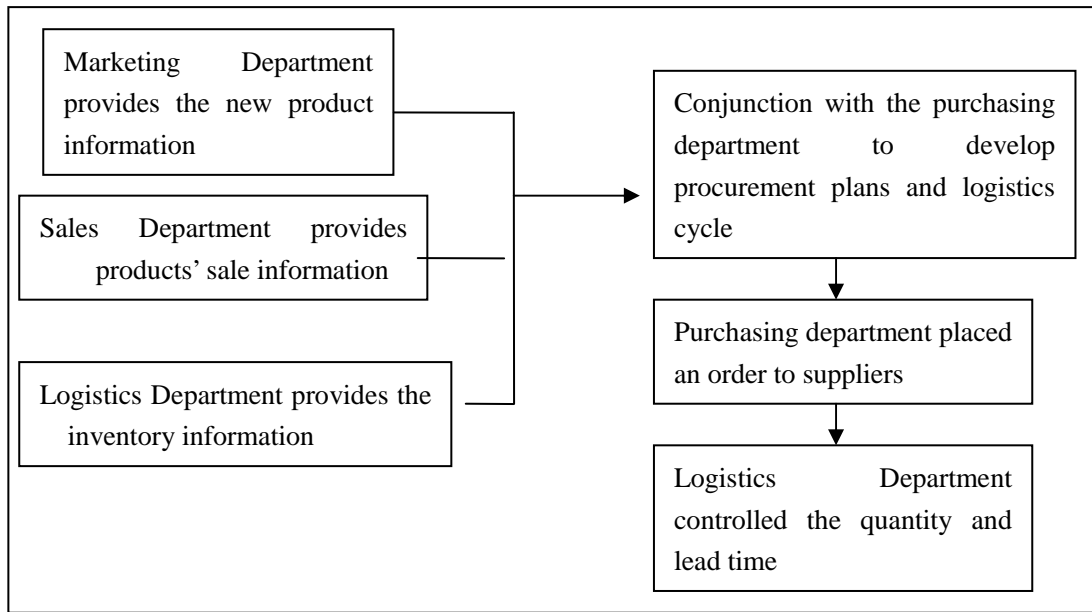 Marketing Department
provides the new product
information
Sales Department provides
products’ sale information
Logistics Department provides the
inventory information
Conjunction with the purchasing
department to develop
procurement plans and logistics
cycle
Purchasing department placed
an order to suppliers
Logistics Department
controlled the quantity and
lead time